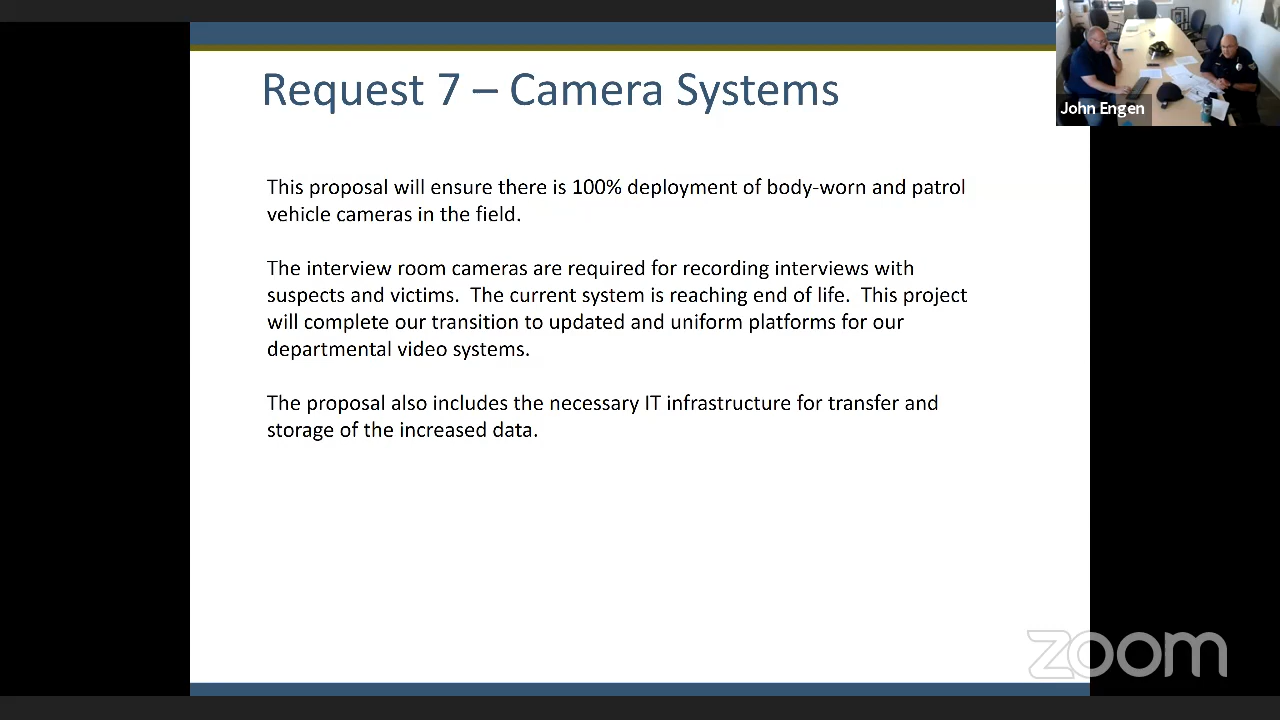 Request 7 – Camera Systems
John Engen
This proposal will ensure there is 100% deployment of body-worn and patrol
vehicle cameras in the field.
The interview room cameras are required for recording interviews with
suspects and victims.  The current system is reaching end of life.  This project
will complete our transition to updated and uniform platforms for our
departmental video systems.
The proposal also includes the necessary IT infrastructure for transfer and
storage of the increased data.
zoom